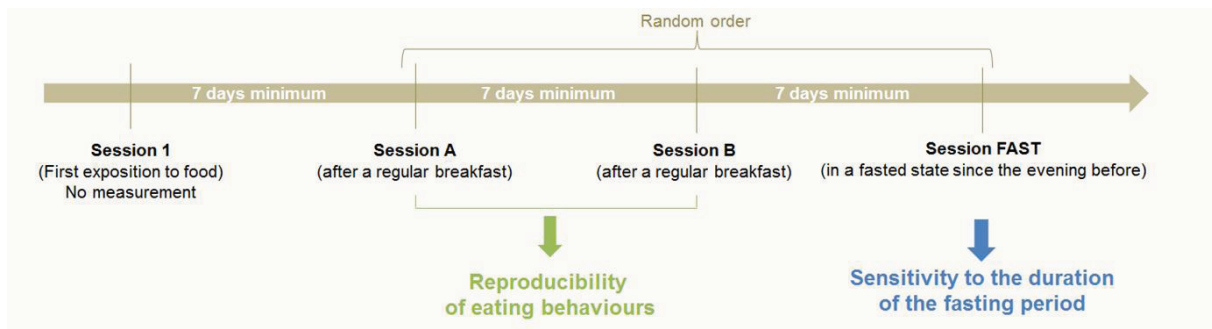 Random order
7 days minimum
7 days minimum
7 days minimum
Session 1
(First exposition to food)
No measurement
Session A
(after a regular breakfast)
Session B
(after a regular breakfast)
Session FAST
(in a fasted state since the evening before)
Reproducibility
of eating behaviours
Sensitivity to the duration
of the fasting period